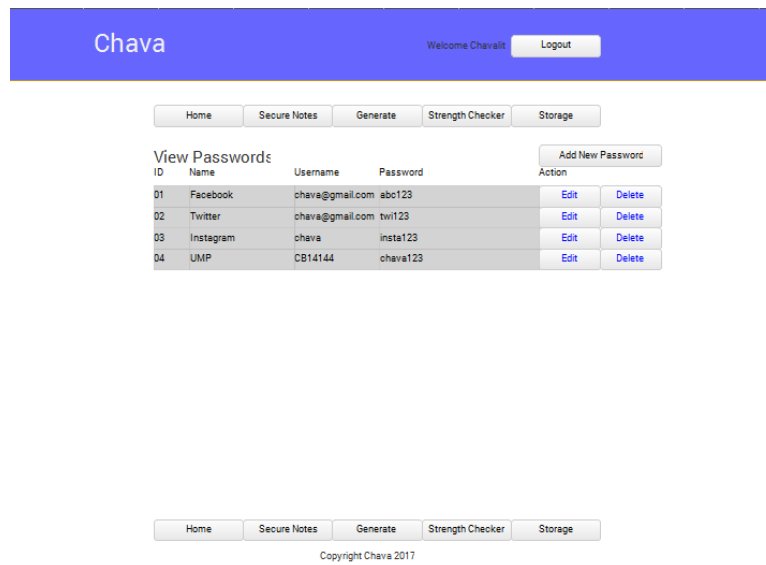 Chava
Welcome Chavalit Logout
Home Secure Notes Generate Strength Checker Storage
View Passwords Add New Password
ID Name Username Password Action
01 Facebook chava@gmail.com abc123 Edit Delete
02 Twitter chava@gmail.com twi123 Edit Delete
03 Instagram chava insta123 Edit Delete
04 UMP CB14144 chava123 Edit Delete
Home Secure Notes Generate Strength Checker Storage
Copyright Chava 2017